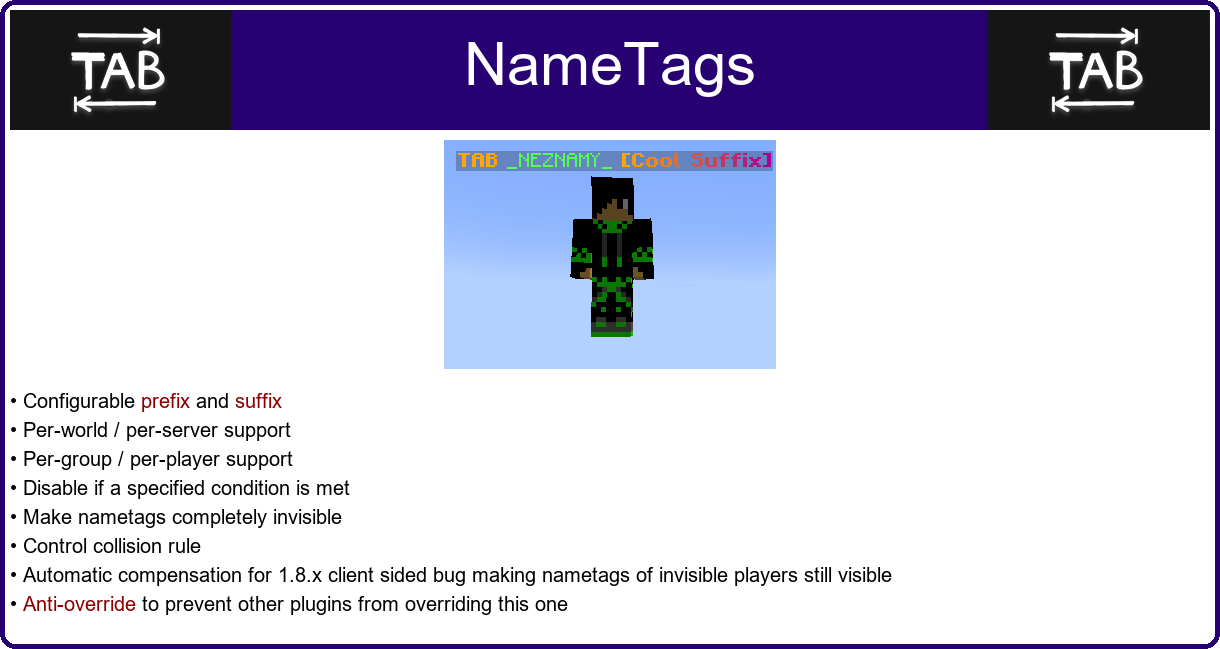 TAB
NameTags
TAB
TAB _NEZNAMY_ [Cool Suffix]
• Configurable prefix and suffix
• Per-world / per-server support
• Per-group / per-player support
• Disable if a specified condition is met
• Make nametags completely invisible
• Control collision rule
• Automatic compensation for 1.8.x client sided bug making nametags of invisible players still visible
• Anti-override to prevent other plugins from overriding this one